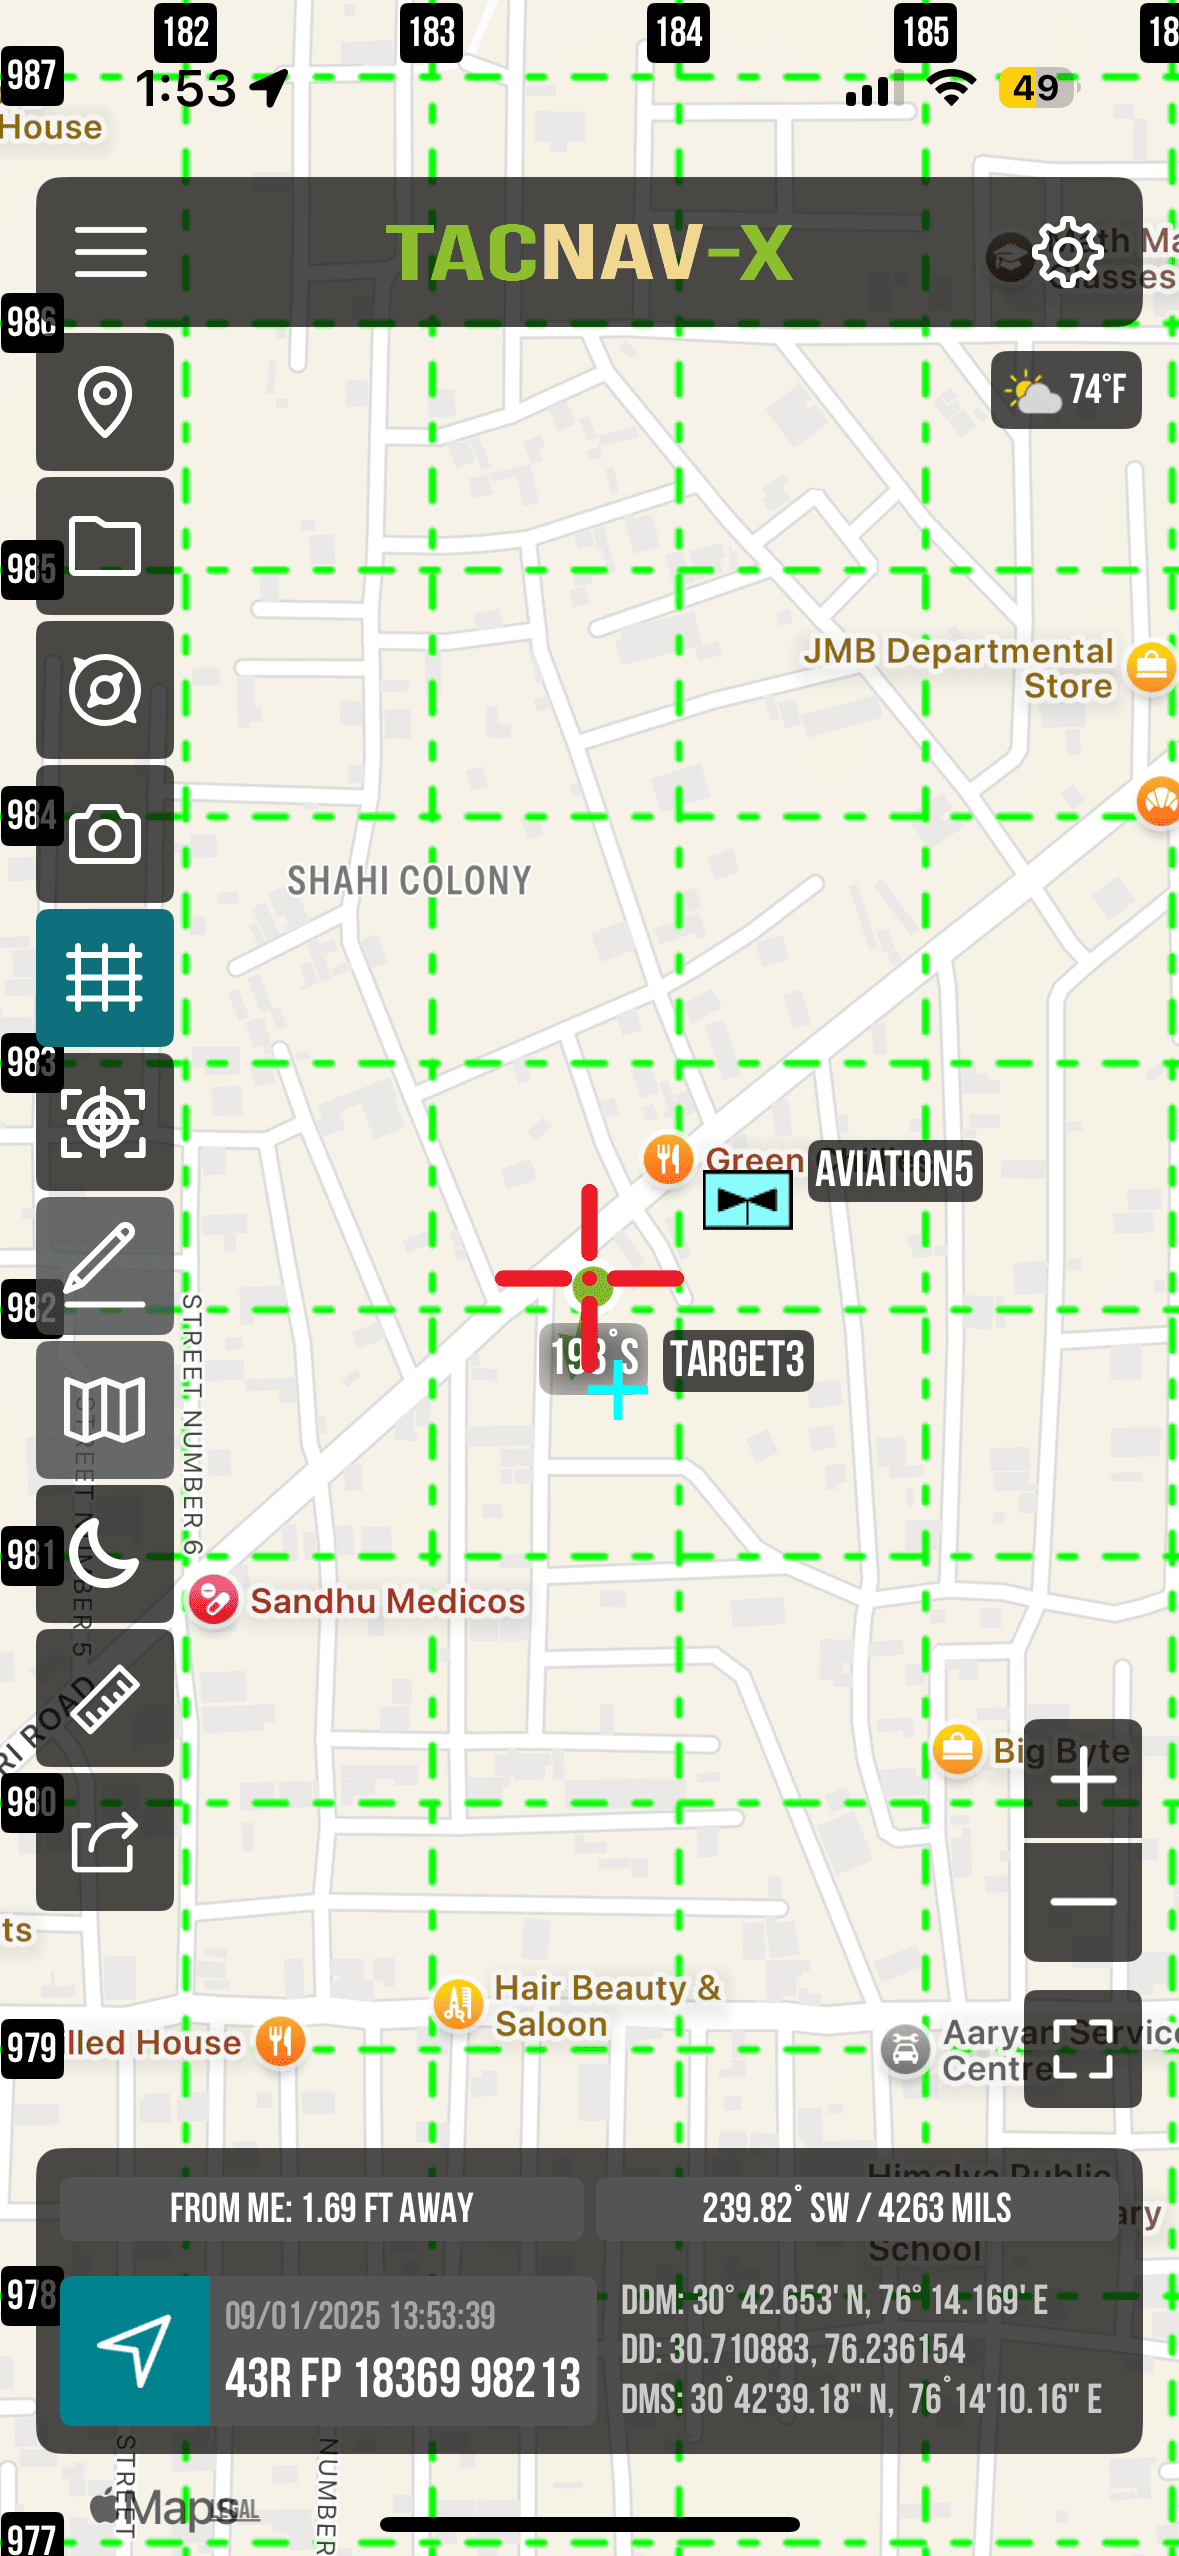 182 183 184 185 18
987
1:53 49
House
TACNAV-X
th Ma
asses
986
74°F
985
JMB Departmental
Store
984
SHAHI COLONY
983
Green
AVIATION5
982
193°S
TARGET3
STREET NUMBER 6
STREET NUMBER 5
981
Sandhu Medicos
RI ROAD
Big Byte
980
ts
Hair Beauty &
Saloon
979
lled House
Aaryan Service
Centre
Himalya Public
ary
School
FROM ME: 1.69 FT AWAY
239.82° SW / 4263 MILS
978
09/01/2025 13:53:39
43R FP 18369 98213
DDM: 30° 42.653' N, 76° 14.169' E
DD: 30.710883, 76.236154
DMS: 30°42'39.18" N, 76°14'10.16" E
STREET
NUMBER
Maps
LEGAL
977